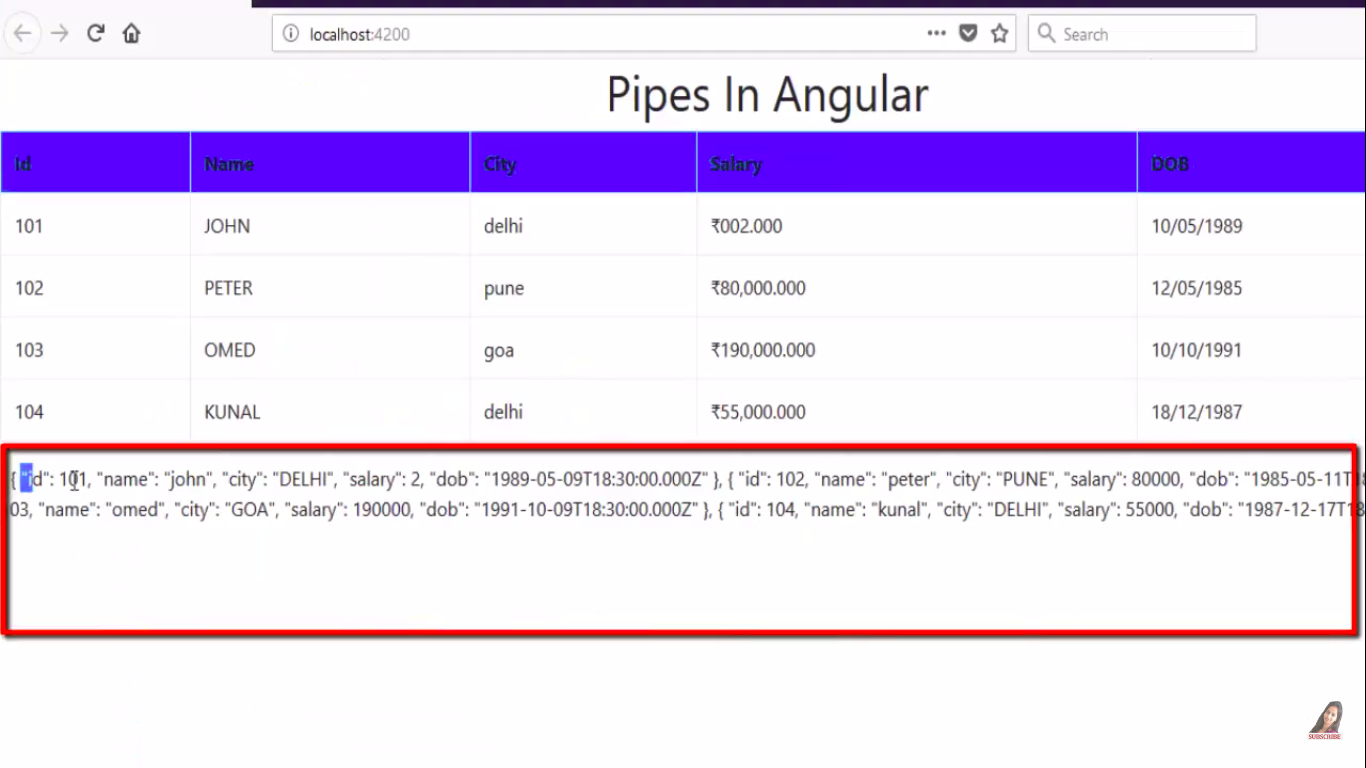 localhost:4200
Search
Pipes In Angular
Id Name City Salary DOB
101 JOHN delhi ₹002.000 10/05/1989
102 PETER pune ₹80,000.000 12/05/1985
103 OMED goa ₹190,000.000 10/10/1991
104 KUNAL delhi ₹55,000.000 18/12/1987
{ "id": 101, "name": "john", "city": "DELHI", "salary": 2, "dob": "1989-05-09T18:30:00.000Z" }, { "id": 102, "name": "peter", "city": "PUNE", "salary": 80000, "dob": "1985-05-11T18
03, "name": "omed", "city": "GOA", "salary": 190000, "dob": "1991-10-09T18:30:00.000Z" }, { "id": 104, "name": "kunal", "city": "DELHI", "salary": 55000, "dob": "1987-12-17T18
SUBSCRIBE